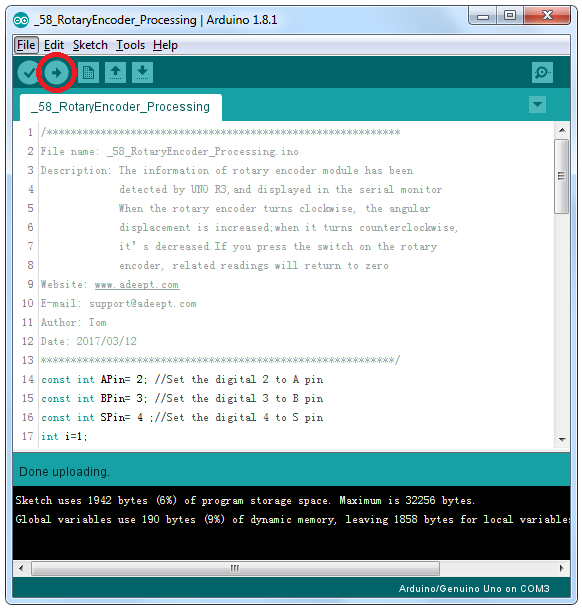 _58_RotaryEncoder_Processing | Arduino 1.8.1
File Edit Sketch Tools Help
_58_RotaryEncoder_Processing
1 /***********************************************************
2 File name: _58_RotaryEncoder_Processing.ino
3 Description: The information of rotary encoder module has been
4 detected by UNO R3,and displayed in the serial monitor
5 When the rotary encoder turns clockwise, the angular
6 displacement is increased;when it turns counterclockwise,
7 it’s decreased.If you press the switch on the rotary
8 encoder, related readings will return to zero
9 Website: www.adeept.com
10 E-mail: support@adeept.com
11 Author: Tom
12 Date: 2017/03/12
13 ***********************************************************/
14 const int APin= 2; //Set the digital 2 to A pin
15 const int BPin= 3; //Set the digital 3 to B pin
16 const int SPin= 4 ;//Set the digital 4 to S pin
17 int i=1;
Done uploading.
Sketch uses 1942 bytes (6%) of program storage space. Maximum is 32256 bytes.
Global variables use 190 bytes (9%) of dynamic memory, leaving 1858 bytes for local variables
Arduino/Genuino Uno on COM3